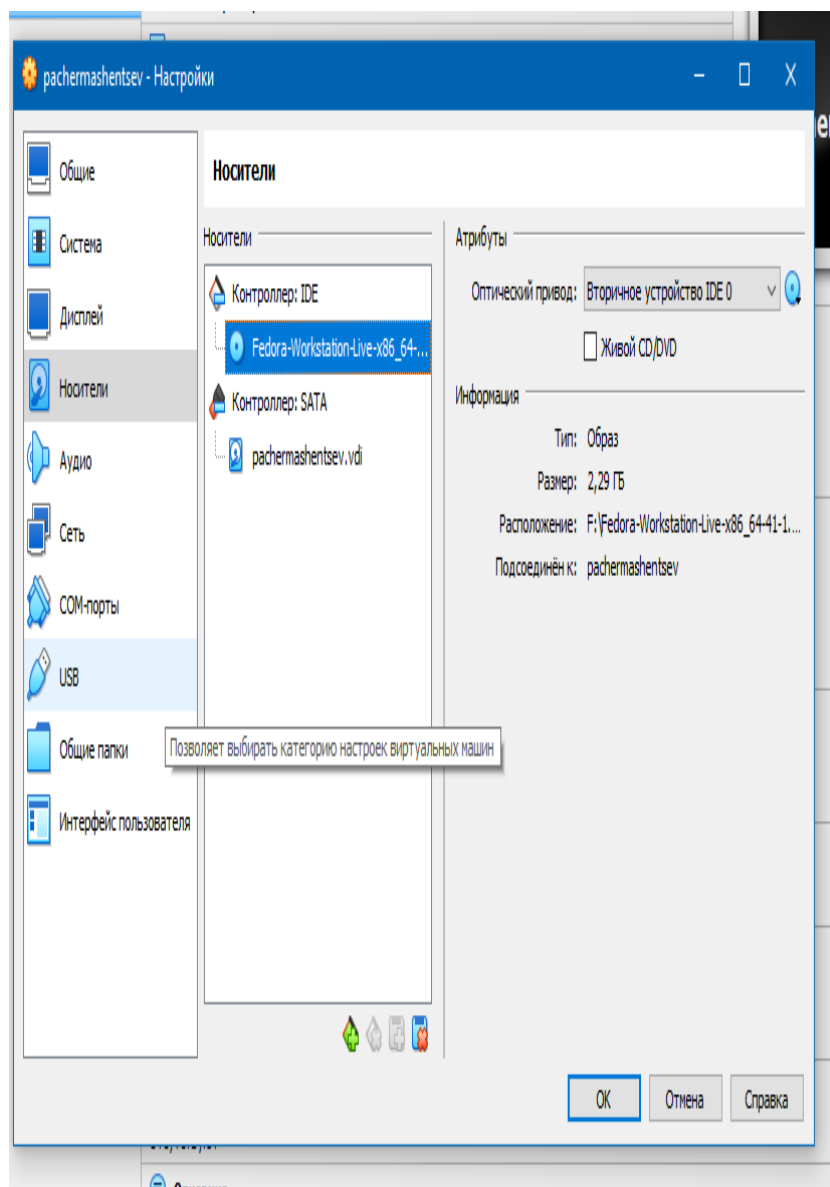 pachermashentsev - Настройки
Общие
Система
Дисплей
Носители
Аудио
Сеть
COM-порты
USB
Общие папки
Интерфейс пользователя
Носители
Носители
Контроллер: IDE
Fedora-Workstation-Live-x86_64-...
Контроллер: SATA
pachermashentsev.vdi
Атрибуты
Оптический привод: Вторичное устройство IDE 0
Живой CD/DVD
Информация
Тип: Образ
Размер: 2,29 ГБ
Расположение: F:\Fedora-Workstation-Live-x86_64-41-1....
Подсоединён к: pachermashentsev
Позволяет выбирать категорию настроек виртуальных машин
OK
Отмена
Справка